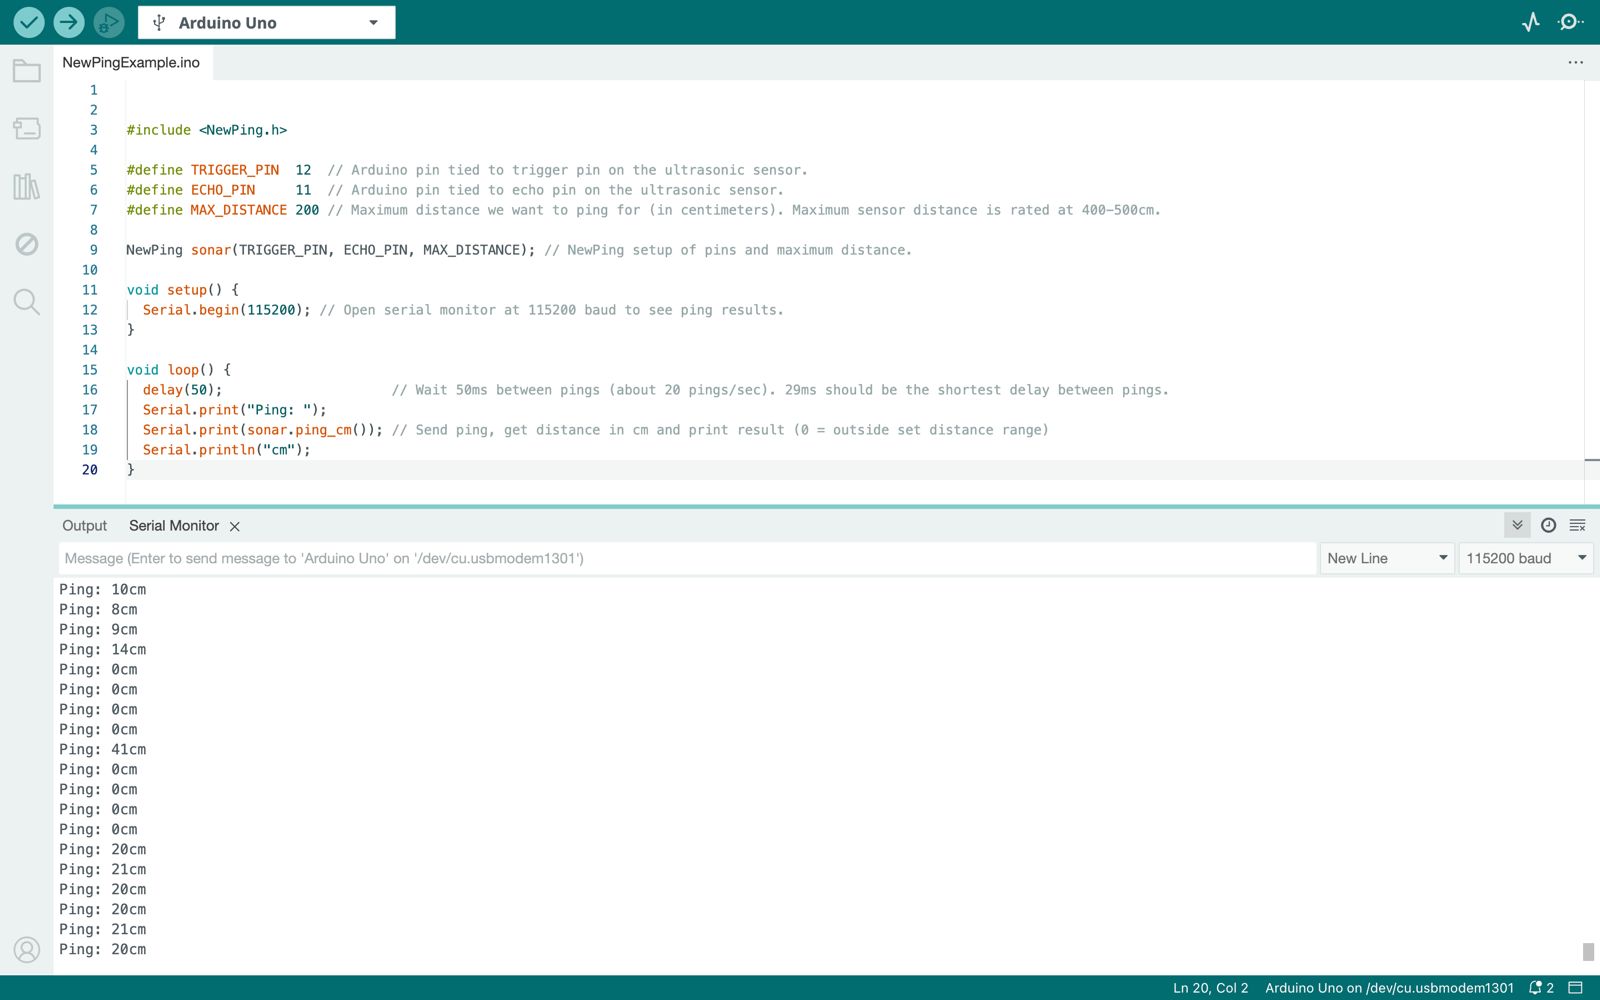 Arduino Uno
NewPingExample.ino
1
2
3 #include <NewPing.h>
4
5 #define TRIGGER_PIN  12  // Arduino pin tied to trigger pin on the ultrasonic sensor.
6 #define ECHO_PIN     11  // Arduino pin tied to echo pin on the ultrasonic sensor.
7 #define MAX_DISTANCE 200 // Maximum distance we want to ping for (in centimeters). Maximum sensor distance is rated at 400-500cm.
8
9 NewPing sonar(TRIGGER_PIN, ECHO_PIN, MAX_DISTANCE); // NewPing setup of pins and maximum distance.
10
11 void setup() {
12   Serial.begin(115200); // Open serial monitor at 115200 baud to see ping results.
13 }
14
15 void loop() {
16   delay(50);                     // Wait 50ms between pings (about 20 pings/sec). 29ms should be the shortest delay between pings.
17   Serial.print("Ping: ");
18   Serial.print(sonar.ping_cm()); // Send ping, get distance in cm and print result (0 = outside set distance range)
19   Serial.println("cm");
20 }
Output Serial Monitor
Message (Enter to send message to 'Arduino Uno' on '/dev/cu.usbmodem1301') New Line 115200 baud
Ping: 10cm
Ping: 8cm
Ping: 9cm
Ping: 14cm
Ping: 0cm
Ping: 0cm
Ping: 0cm
Ping: 0cm
Ping: 41cm
Ping: 0cm
Ping: 0cm
Ping: 0cm
Ping: 0cm
Ping: 20cm
Ping: 21cm
Ping: 20cm
Ping: 20cm
Ping: 21cm
Ping: 20cm
Ln 20, Col 2 Arduino Uno on /dev/cu.usbmodem1301 2